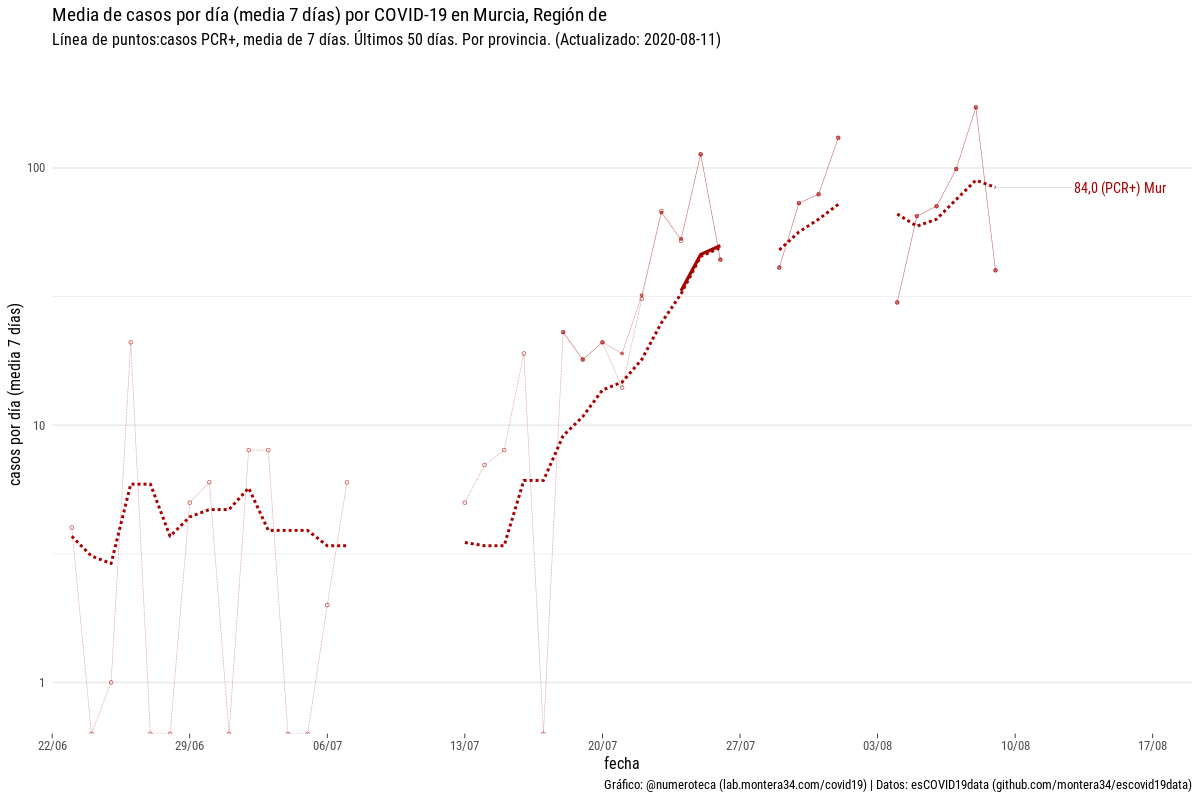 Media de casos por día (media 7 días) por COVID-19 en Murcia, Región de
Línea de puntos:casos PCR+, media de 7 días. Últimos 50 días. Por provincia. (Actualizado: 2020-08-11)
casos por día (media 7 días)
100
10
1
84,0 (PCR+) Mur
22/06
29/06
06/07
13/07
20/07
27/07
03/08
10/08
17/08
fecha
Gráfico: @numeroteca (lab.montera34.com/covid19) | Datos: esCOVID19data (github.com/montera34/escovid19data)